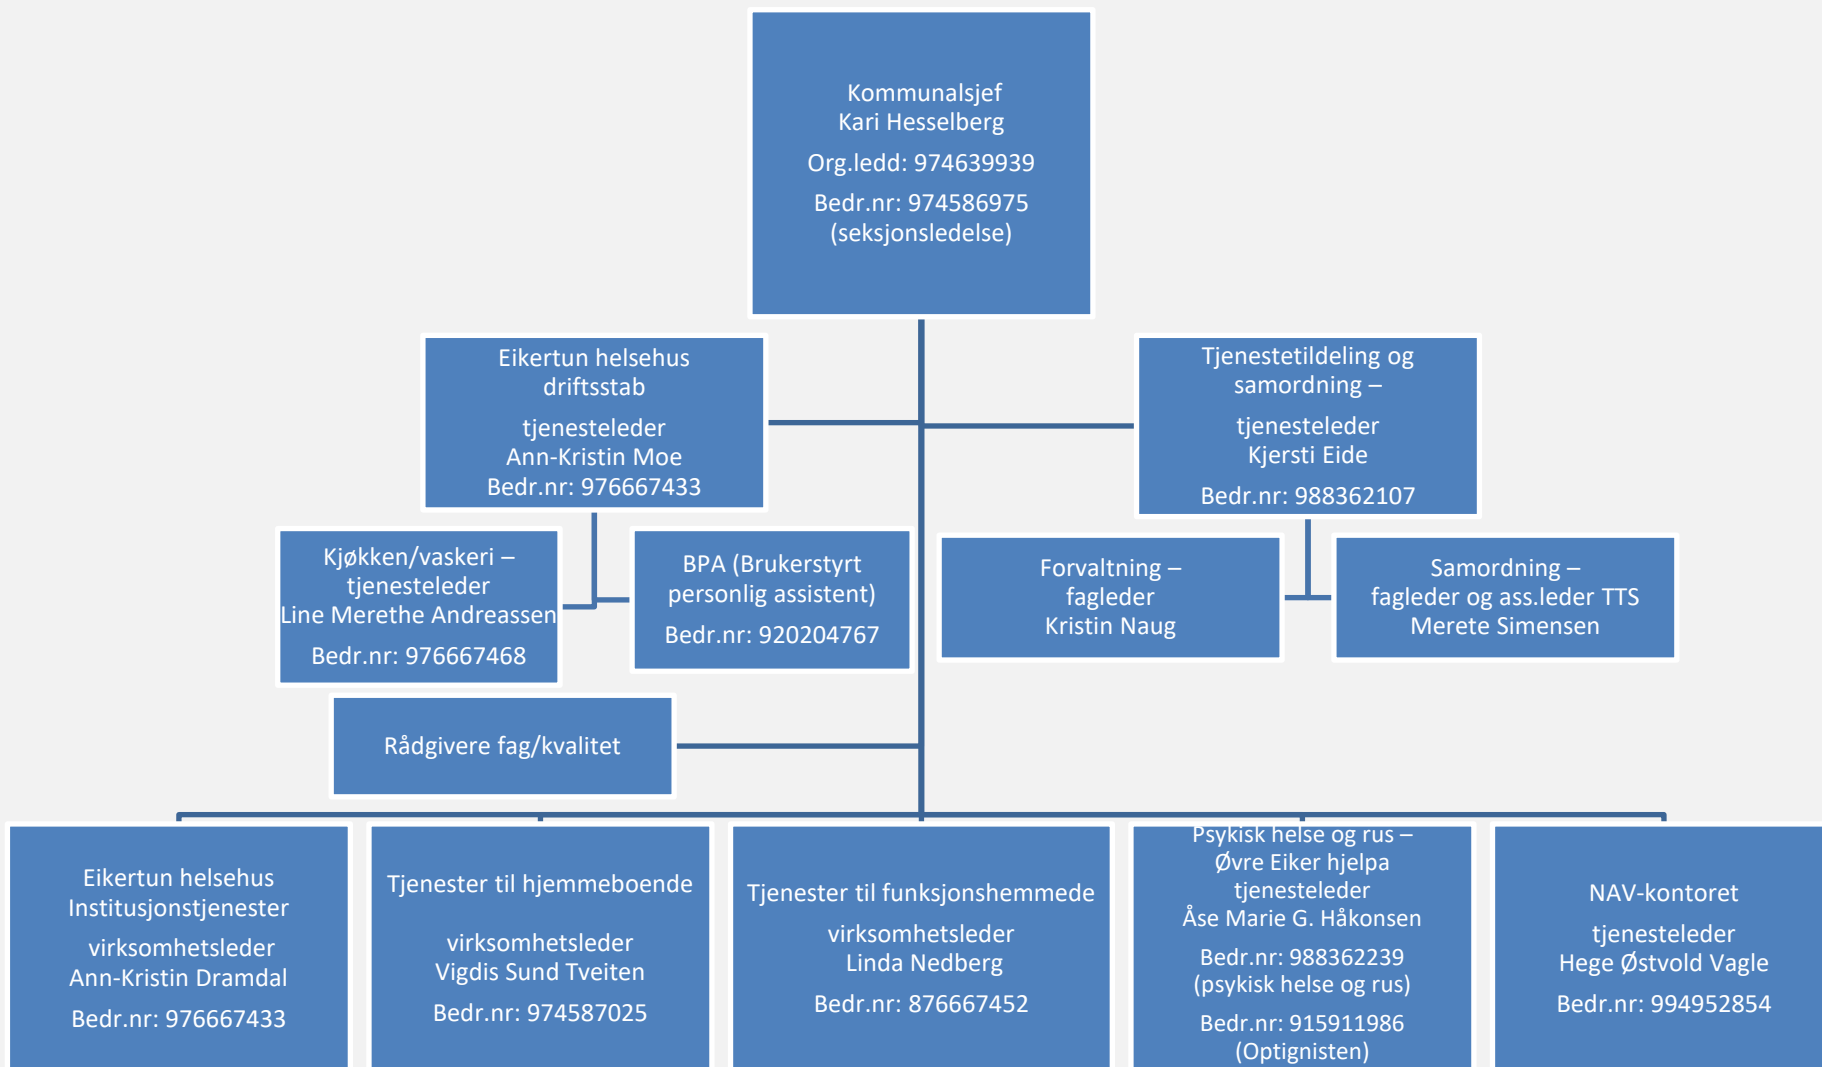 Kommunalsjef
Kari Hesselberg
Org.ledd: 974639939
Bedr.nr: 974586975
(seksjonsledelse)
Eikertun helsehus
driftsstab
tjenesteleder
Ann-Kristin Moe
Bedr.nr: 976667433
Tjenestetildeling og
samordning –
tjenesteleder
Kjersti Eide
Bedr.nr: 988362107
Kjøkken/vaskeri –
tjenesteleder
Line Merethe Andreassen
Bedr.nr: 976667468
BPA (Brukerstyrt
personlig assistent)
Bedr.nr: 920204767
Forvaltning –
fagleder
Kristin Naug
Samordning –
fagleder og ass.leder TTS
Merete Simensen
Rådgivere fag/kvalitet
Eikertun helsehus
Institusjonstjenester
virksomhetsleder
Ann-Kristin Dramdal
Bedr.nr: 976667433
Tjenester til hjemmeboende
virksomhetsleder
Vigdis Sund Tveiten
Bedr.nr: 974587025
Tjenester til funksjonshemmede
virksomhetsleder
Linda Nedberg
Bedr.nr: 876667452
Psykisk helse og rus –
Øvre Eiker hjelpa
tjenesteleder
Åse Marie G. Håkonsen
Bedr.nr: 988362239
(psykisk helse og rus)
Bedr.nr: 915911986
(Optignisten)
NAV-kontoret
tjenesteleder
Hege Østvold Vagle
Bedr.nr: 994952854